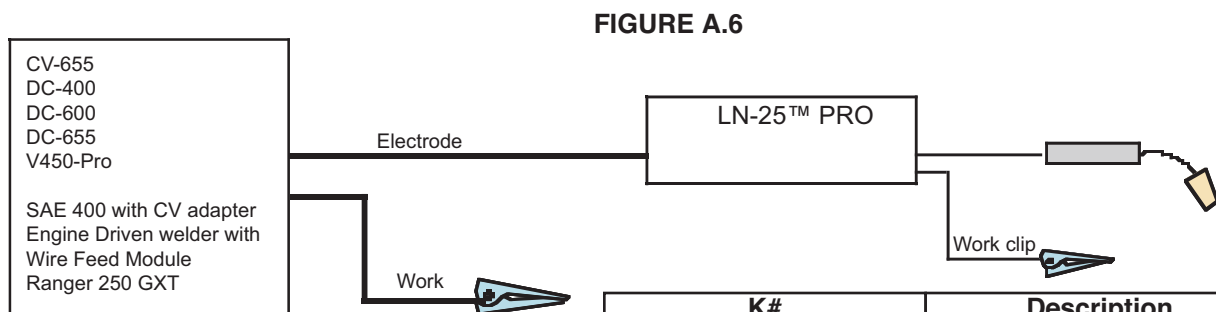 FIGURE A.6
CV-655
DC-400
DC-600
DC-655
V450-Pro
SAE 400 with CV adapter
Engine Driven welder with
Wire Feed Module
Ranger 250 GXT
Electrode
Work
LN-25™ PRO
Work clip
K# Description